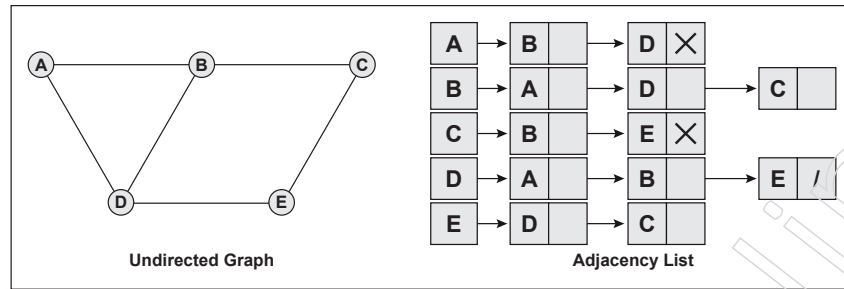 A B C
D E
Undirected Graph
A B D X
B A D C
C B E X
D A B E /
E D C
Adjacency List